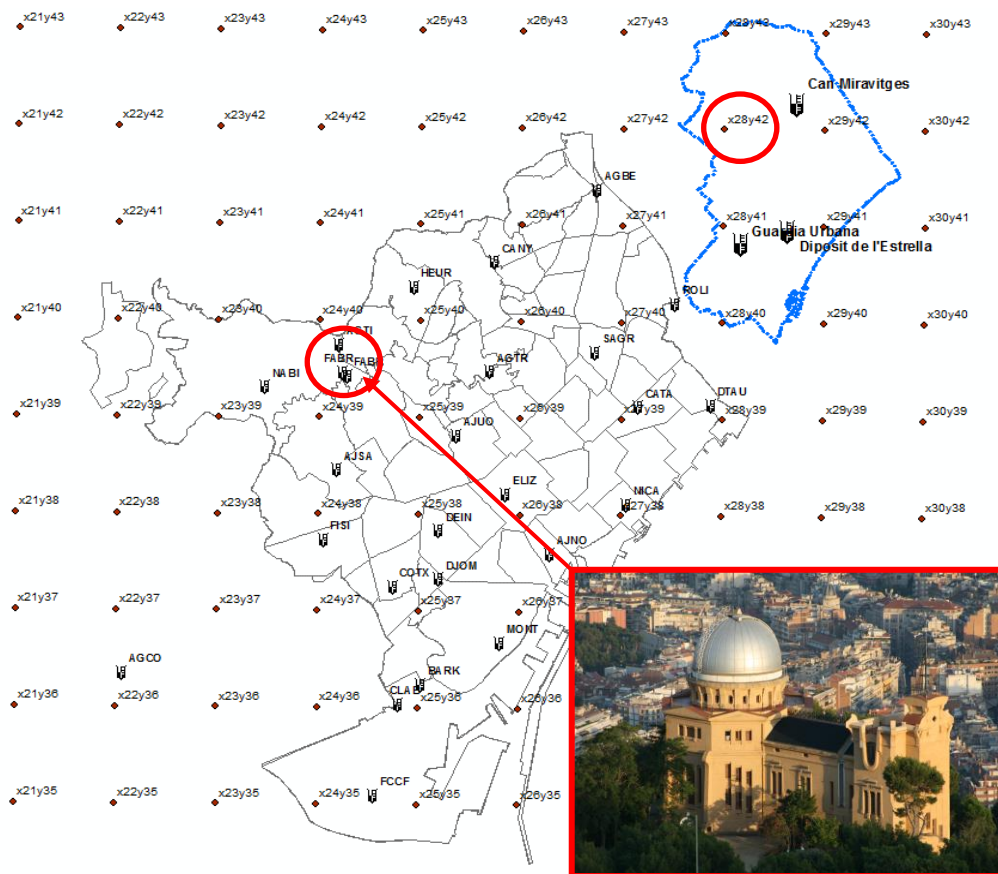 x21y43 x22y43 x23y43 x24y43 x25y43 x26y43 x27y43 x28y43 x29y43 x30y43
Can Miravitges
x21y42 x22y42 x23y42 x24y42 x25y42 x26y42 x27y42 x28y42 x29y42 x30y42
AGBE
x21y41 x22y41 x23y41 x24y41 x25y41 x26y41 x27y41 x28y41 x29y41 x30y41
Guardia Urbana
CANY Diposit de l'Estrella
HEUR
POLI
x21y40 x22y40 x23y40 x24y40 x25y40 x26y40 x27y40 x28y40 x29y40 x30y40
SAGR
FABR AGTR
NABI
CATA DTAU
x21y39 x22y39 x23y39 x24y39 x25y39 x26y39 x27y39 x28y39 x29y39 x30y39
AJUO
AJSA
ELIZ
NICA
x21y38 x22y38 x23y38 x24y38 x25y38 x26y38 x27y38 x28y38 x29y38 x30y38
FISI DEIN
AJNO
COTX DJOM
x21y37 x22y37 x23y37 x24y37 x25y37 x26y37
MONT
AGCO
BARK
x21y36 x22y36 x23y36 x24y36 x25y36 x26y36
FCCF
x21y35 x22y35 x23y35 x24y35 x25y35 x26y35